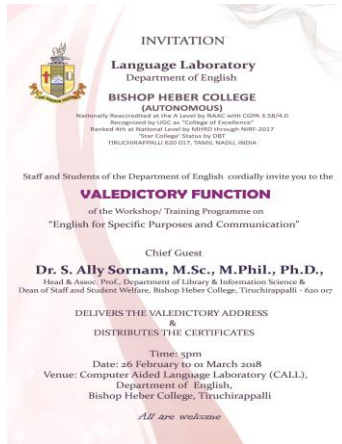 INVITATION
Language Laboratory
Department of English
BISHOP HEBER COLLEGE
(AUTONOMOUS)
Nationally Reaccredited at the A Level by NAAC with CGPA 3.58/4.0
Recognized by UGC as "College of Excellence"
Ranked 4th at National Level by MHRD through NIRF-2017
'Star College' Status by DBT
TIRUCHIRAPPALLI 620 017, TAMIL NADU, INDIA
Staff and Students of the Department of English cordially invite you to the
VALEDICTORY FUNCTION
of the Workshop/ Training Programme on
"English for Specific Purposes and Communication"
Chief Guest
Dr. S. Ally Sornam, M.Sc., M.Phil., Ph.D.,
Head & Assoc. Prof., Department of Library & Information Science &
Dean of Staff and Student Welfare, Bishop Heber College, Tiruchirappalli - 620 017
DELIVERS THE VALEDICTORY ADDRESS
&
DISTRIBUTES THE CERTIFICATES
Time: 5pm
Date: 26 February to 01 March 2018
Venue: Computer Aided Language Laboratory (CALL),
Department of English,
Bishop Heber College, Tiruchirappalli
All are welcome